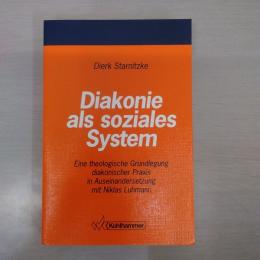 Dierk Starnitzke
Diakonie
als soziales
System
Eine theologische Grundlegung
diakonischer Praxis
in Auseinandersetzung
mit Niklas Luhmann
Kohlhammer